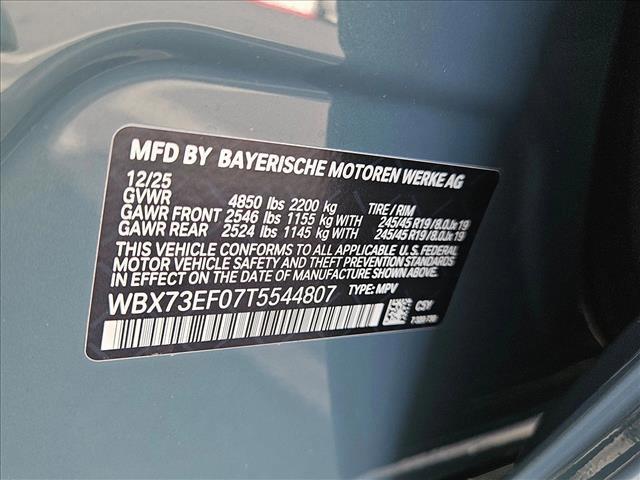 MFD BY BAYERISCHE MOTOREN WERKE AG
12/25
GVWR 4850 lbs 2200 kg TIRE / RIM
GAWR FRONT 2546 lbs 1155 kg WITH 245/45 R19/8.0Jx19
GAWR REAR 2524 lbs 1145 kg WITH 245/45 R19/8.0Jx19
THIS VEHICLE CONFORMS TO ALL APPLICABLE U.S. FEDERAL
MOTOR VEHICLE SAFETY AND THEFT PREVENTION STANDARDS
IN EFFECT ON THE DATE OF MANUFACTURE SHOWN ABOVE.
WBX73EF07T5544807 TYPE: MPV
CSY